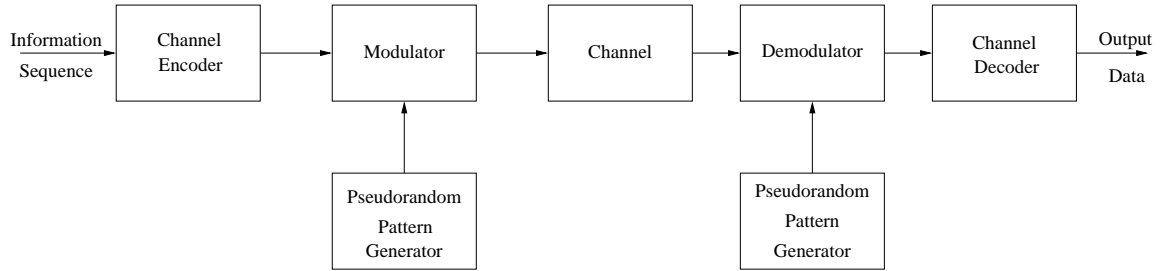 Information
Sequence
Channel
Encoder
Modulator
Channel
Demodulator
Channel
Decoder
Output
Data
Pseudorandom
Pattern
Generator
Pseudorandom
Pattern
Generator